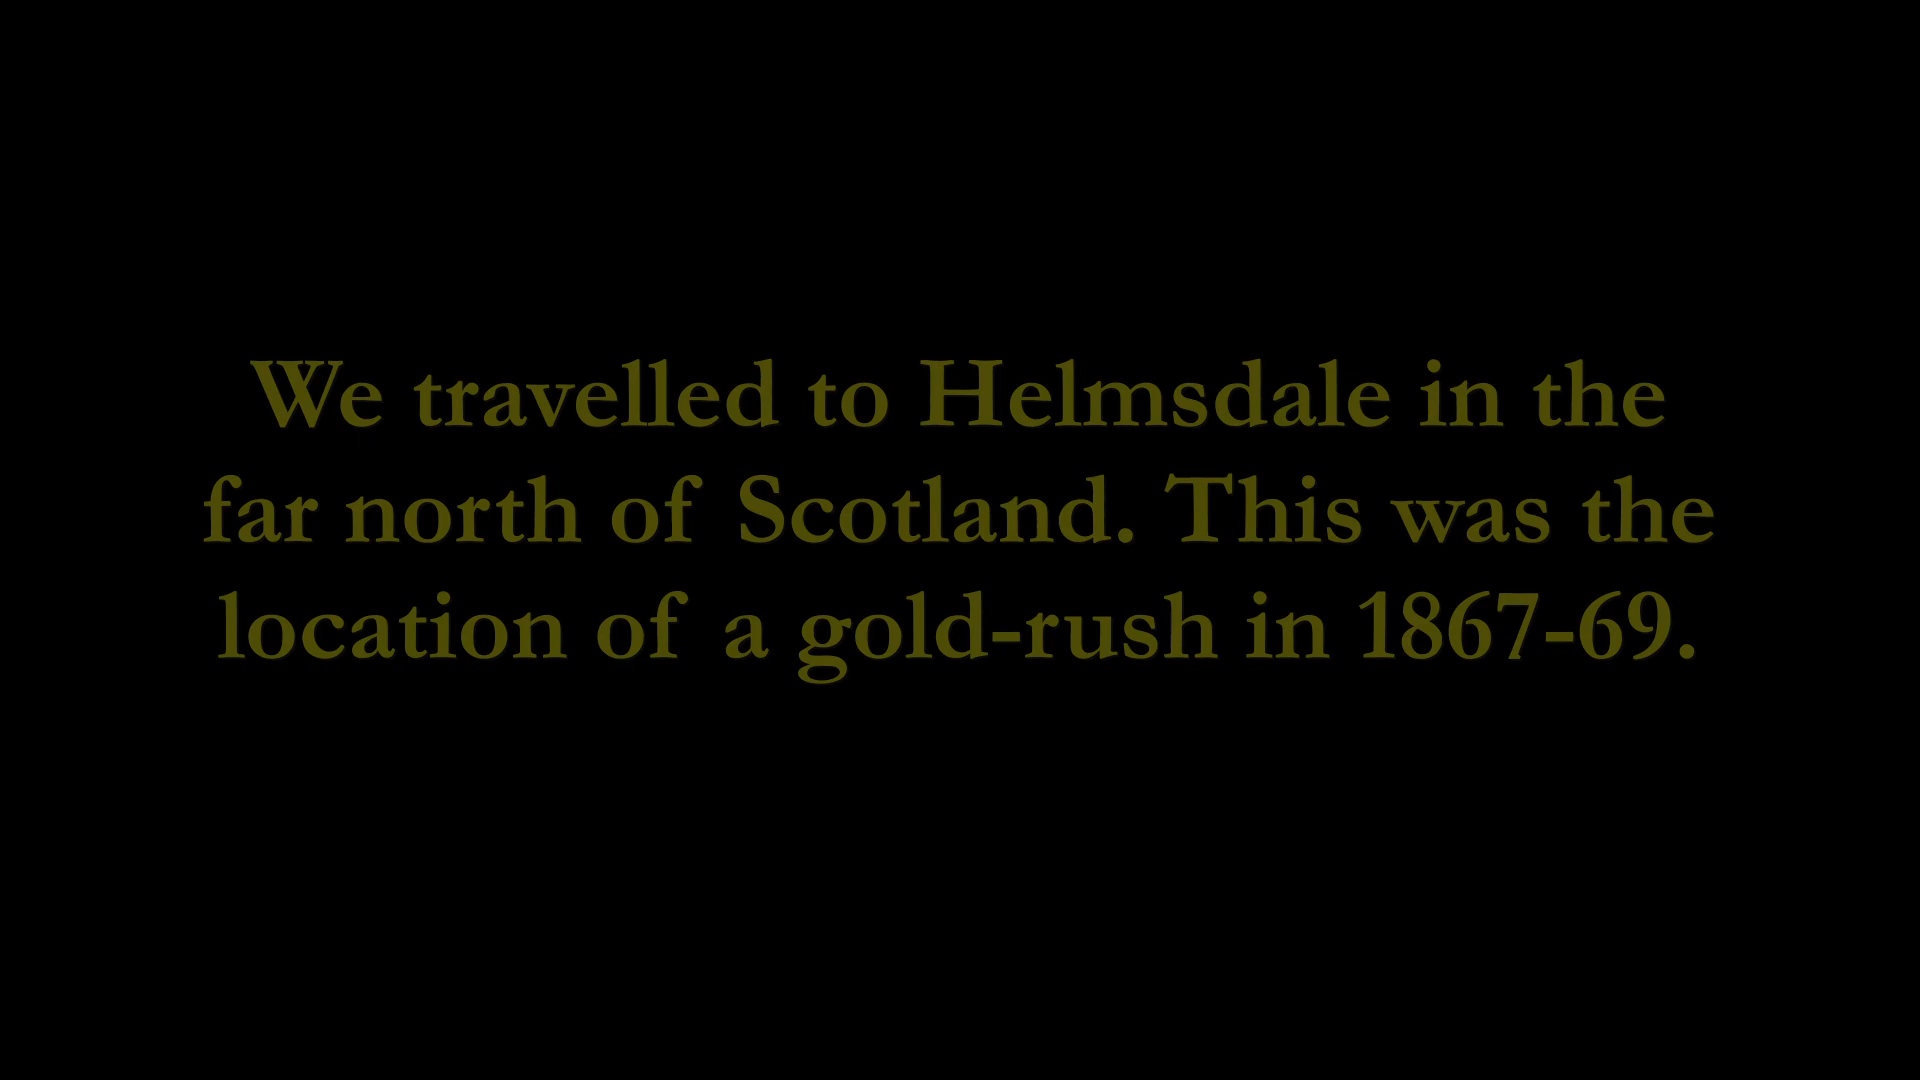 We travelled to Helmsdale in the
far north of Scotland. This was the
location of a gold-rush in 1867-69.